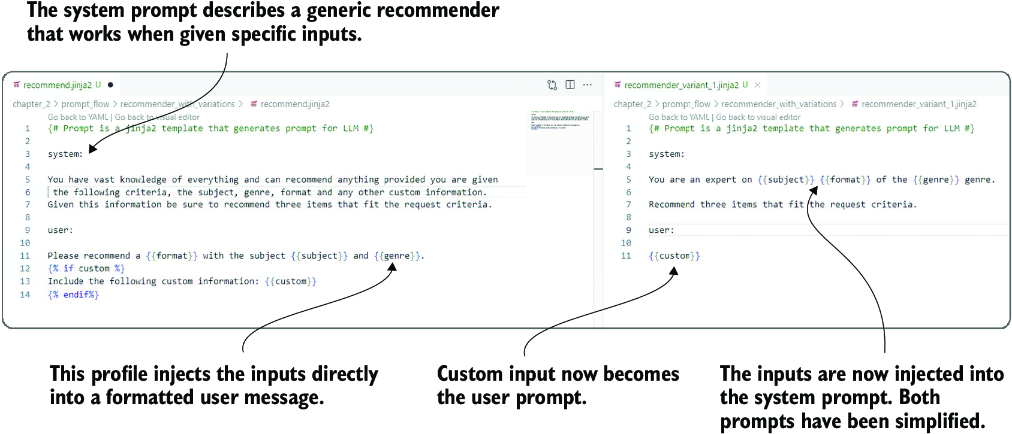 The system prompt describes a generic recommender
that works when given specific inputs.
recommend.jinja2 U ●
chapter_2 > prompt_flow > recommender_with_variations > recommend.jinja2
Go back to YAML | Go back to visual editor
1 {# Prompt is a jinja2 template that generates prompt for LLM #}
2
3 system:
4
5 You have vast knowledge of everything and can recommend anything provided you are given
6 the following criteria, the subject, genre, format and any other custom information.
7 Given this information be sure to recommend three items that fit the request criteria.
8
9 user:
10
11 Please recommend a {{format}} with the subject {{subject}} and {{genre}}.
12 {% if custom %}
13 Include the following custom information: {{custom}}
14 {% endif%}
recommender_variant_1.jinja2 U ×
chapter_2 > prompt_flow > recommender_with_variations > recommender_variant_1.jinja2
Go back to YAML | Go back to visual editor
1 {# Prompt is a jinja2 template that generates prompt for LLM #}
2
3 system:
4
5 You are an expert on {{subject}} {{format}} of the {{genre}} genre.
6
7 Recommend three items that fit the request criteria.
8
9 user:
10
11 {{custom}}
This profile injects the inputs directly
into a formatted user message.
Custom input now becomes
the user prompt.
The inputs are now injected into
the system prompt. Both
prompts have been simplified.